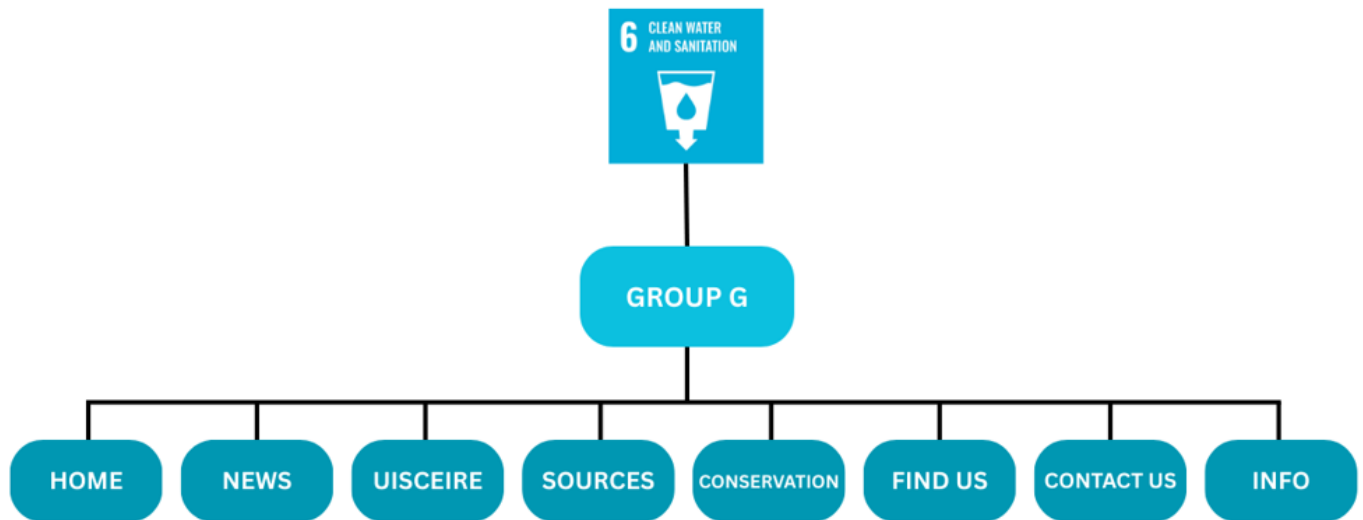 6 CLEAN WATER
AND SANITATION
GROUP G
HOME
NEWS
UISCEIRE
SOURCES
CONSERVATION
FIND US
CONTACT US
INFO